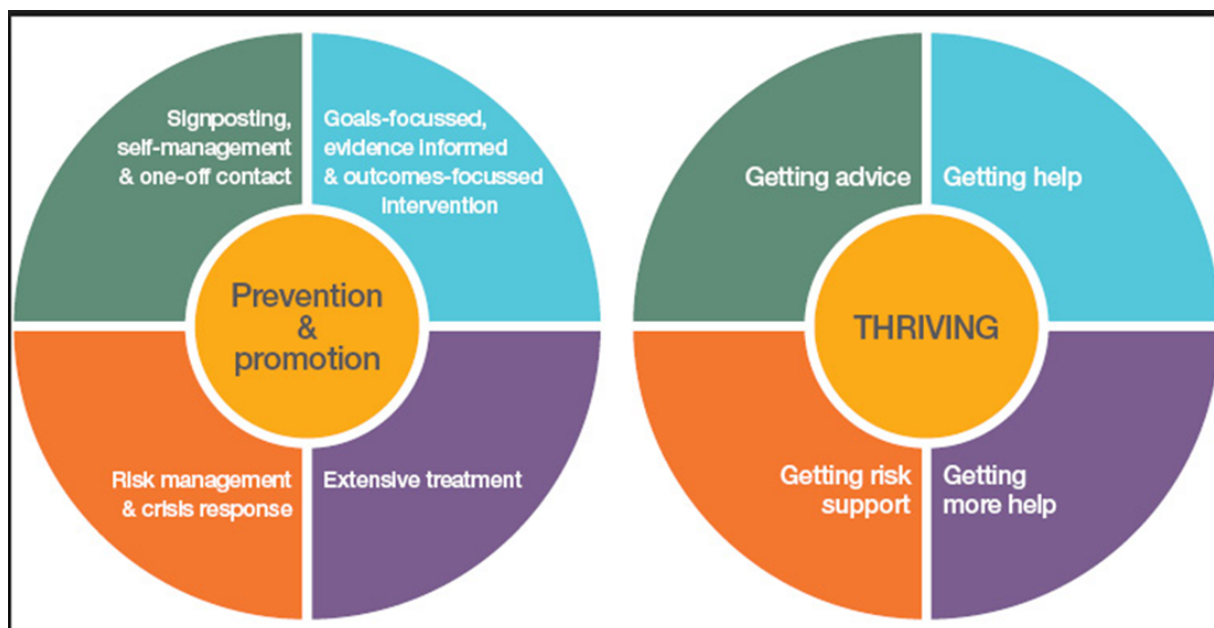 Signposting,
self-management
& one-off contact
Goals-focussed,
evidence informed
& outcomes-focussed
intervention
Prevention
&
promotion
Risk management
& crisis response
Extensive treatment
Getting advice
Getting help
THRIVING
Getting risk
support
Getting
more help